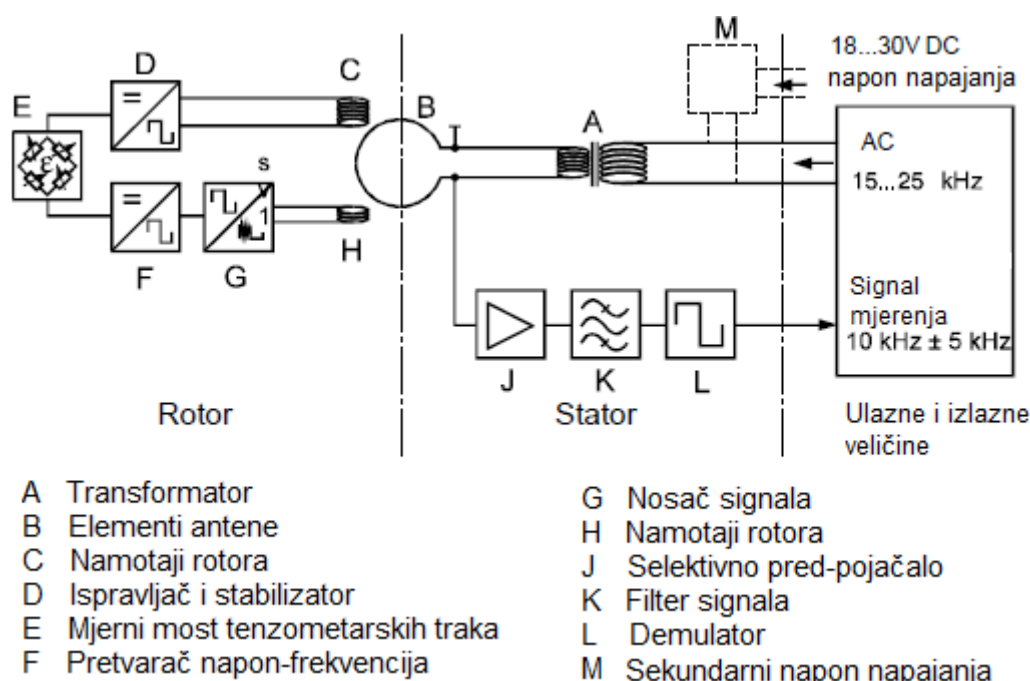 M
18...30V DC
napon napajanja
D
C
E
B
A
AC
15...25 kHz
ε
s
1
F
G
H
Signal
mjerenja
10 kHz ± 5 kHz
J
K
L
Rotor
Stator
Ulazne i izlazne
veličine
A Transformator
B Elementi antene
C Namotaji rotora
D Ispravljač i stabilizator
E Mjerni most tenzometarskih traka
F Pretvarač napon-frekvencija
G Nosač signala
H Namotaji rotora
J Selektivno pred-pojačalo
K Filter signala
L Demulator
M Sekundarni napon napajanja